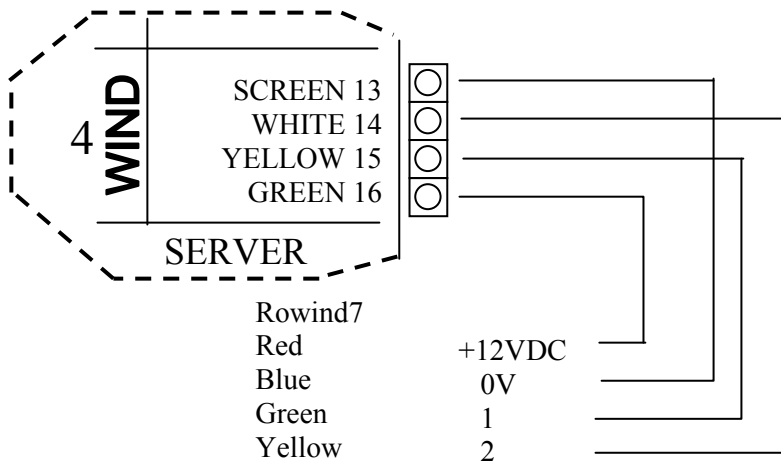 4
WIND
SCREEN 13
WHITE 14
YELLOW 15
GREEN 16
SERVER
Rowind7
Red +12VDC
Blue 0V
Green 1
Yellow 2